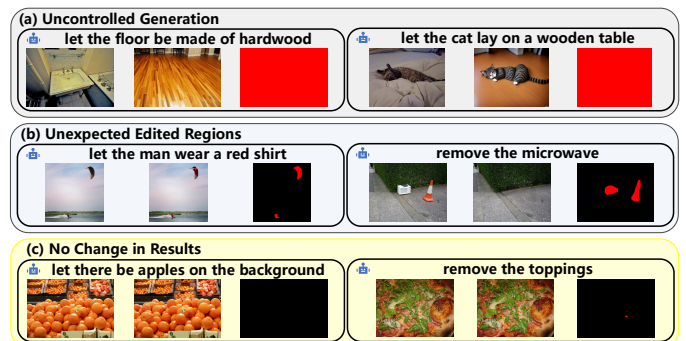 (a) Uncontrolled Generation
let the floor be made of hardwood
let the cat lay on a wooden table
(b) Unexpected Edited Regions
let the man wear a red shirt
remove the microwave
(c) No Change in Results
let there be apples on the background
remove the toppings